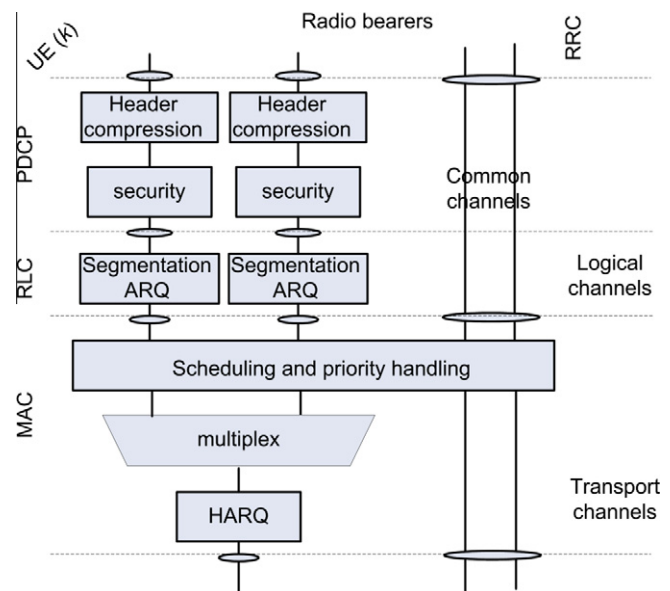 UE (k)
Radio bearers
RRC
Header
compression
Header
compression
PDCP
security
security
Common
channels
RLC
Segmentation
ARQ
Segmentation
ARQ
Logical
channels
Scheduling and priority handling
MAC
multiplex
HARQ
Transport
channels